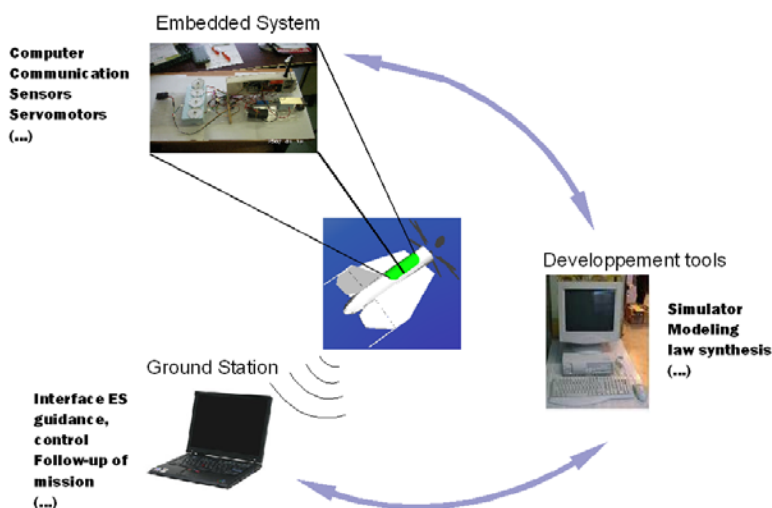 Embedded System
Computer
Communication
Sensors
Servomotors
(...)
Developpement tools
Simulator
Modeling
law synthesis
(...)
Ground Station
Interface ES
guidance,
control
Follow-up of
mission
(...)